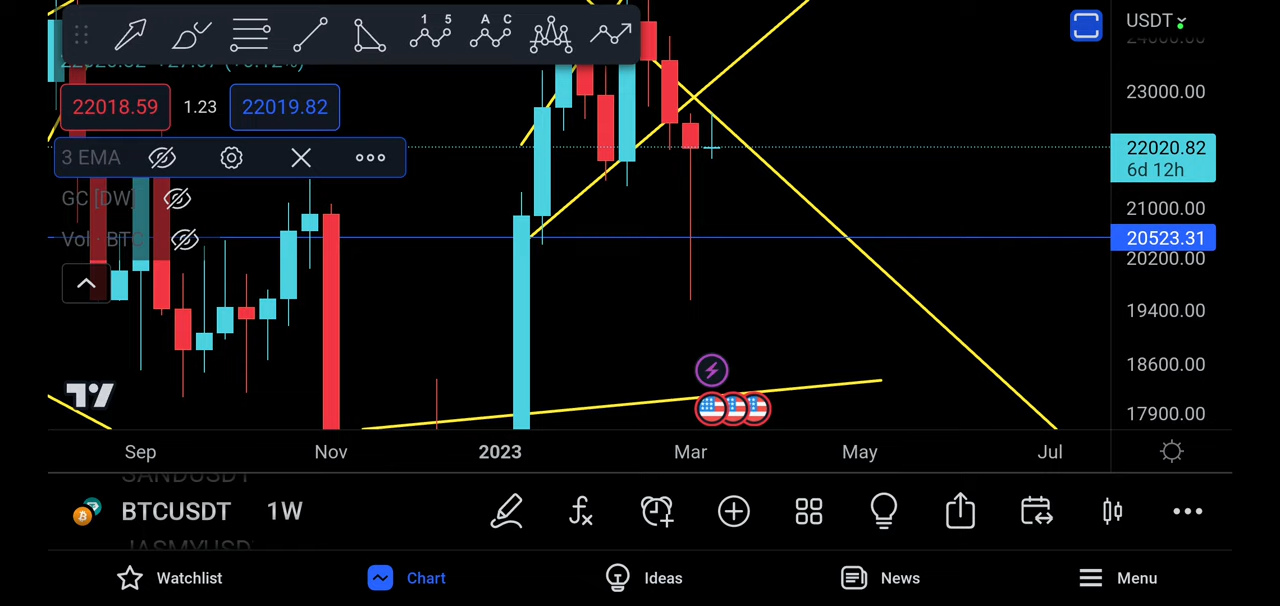 1 5
A C
USDT
24000.00
23000.00
22018.59 1.23 22019.82
22020.82
6d 12h
3 EMA
GC [DW]
21000.00
Vol · BTC
20523.31
20200.00
19400.00
18600.00
17900.00
Sep Nov 2023 Mar May Jul
SANDUSDT
BTCUSDT 1W
JASMYUSD
Watchlist Chart Ideas News Menu